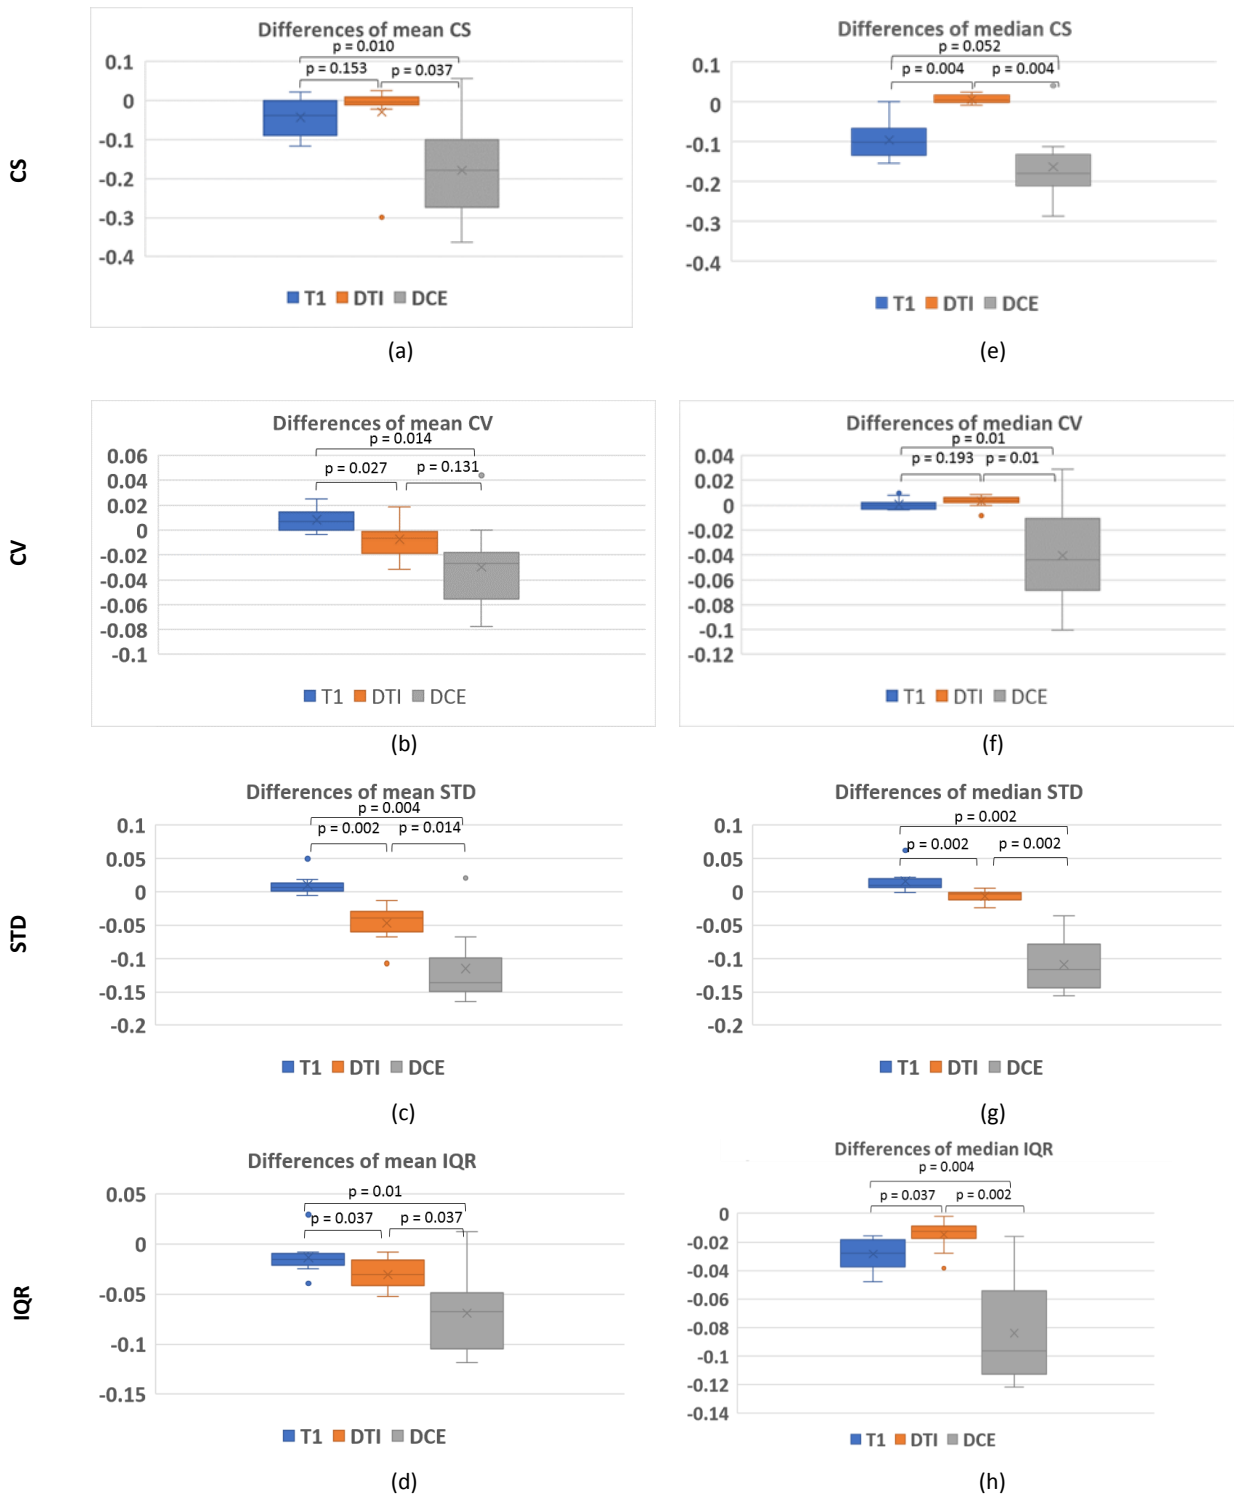 CS
Differences of mean CS
p = 0.010
p = 0.153
p = 0.037
0.1
0
-0.1
-0.2
-0.3
-0.4
T1 DTI DCE
(a)
Differences of median CS
p = 0.052
p = 0.004
p = 0.004
0.1
0
-0.1
-0.2
-0.3
-0.4
T1 DTI DCE
(e)
CV
Differences of mean CV
p = 0.014
p = 0.027
p = 0.131
0.06
0.04
0.02
0
-0.02
-0.04
-0.06
-0.08
-0.1
T1 DTI DCE
(b)
Differences of median CV
p = 0.01
p = 0.193
p = 0.01
0.04
0.02
0
-0.02
-0.04
-0.06
-0.08
-0.1
-0.12
T1 DTI DCE
(f)
STD
Differences of mean STD
p = 0.004
p = 0.002
p = 0.014
0.1
0.05
0
-0.05
-0.1
-0.15
-0.2
T1 DTI DCE
(c)
Differences of median STD
p = 0.002
p = 0.002
p = 0.002
0.1
0.05
0
-0.05
-0.1
-0.15
-0.2
T1 DTI DCE
(g)
IQR
Differences of mean IQR
p = 0.01
p = 0.037
p = 0.037
0.05
0
-0.05
-0.1
-0.15
T1 DTI DCE
(d)
Differences of median IQR
p = 0.004
p = 0.037
p = 0.002
0
-0.02
-0.04
-0.06
-0.08
-0.1
-0.12
-0.14
T1 DTI DCE
(h)